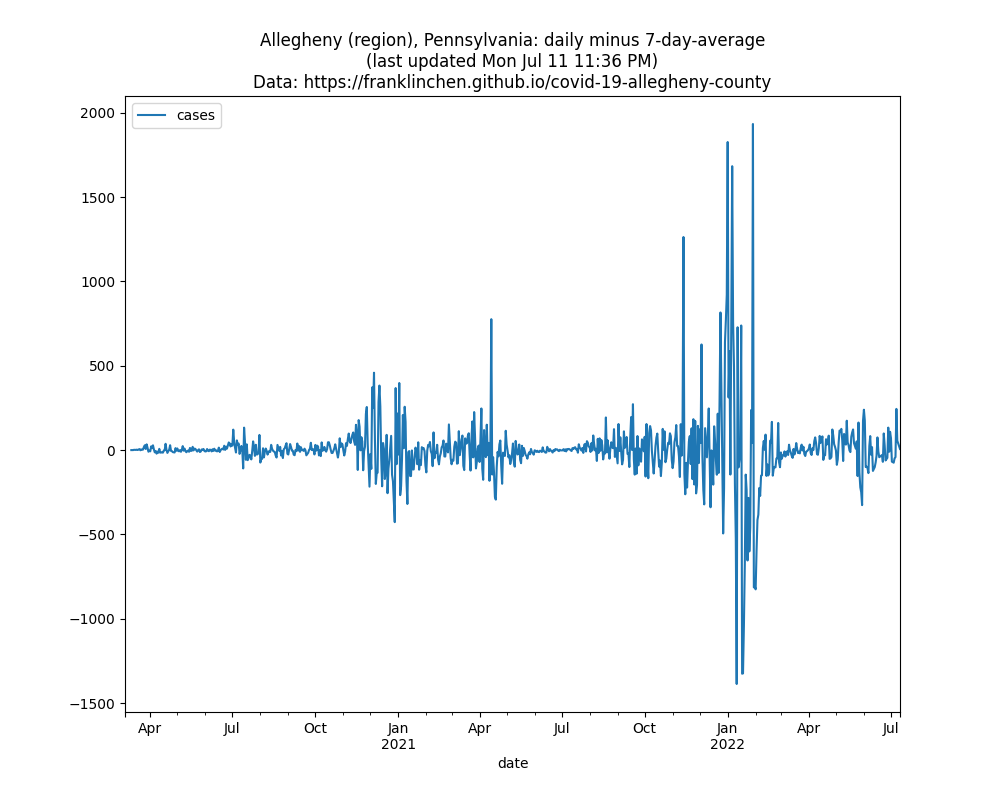 Allegheny (region), Pennsylvania: daily minus 7-day-average
(last updated Mon Jul 11 11:36 PM)
Data: https://franklinchen.github.io/covid-19-allegheny-county
cases
2000
1500
1000
500
0
−500
−1000
−1500
Apr Jul Oct Jan Apr Jul Oct Jan Apr Jul
2021 2022
date